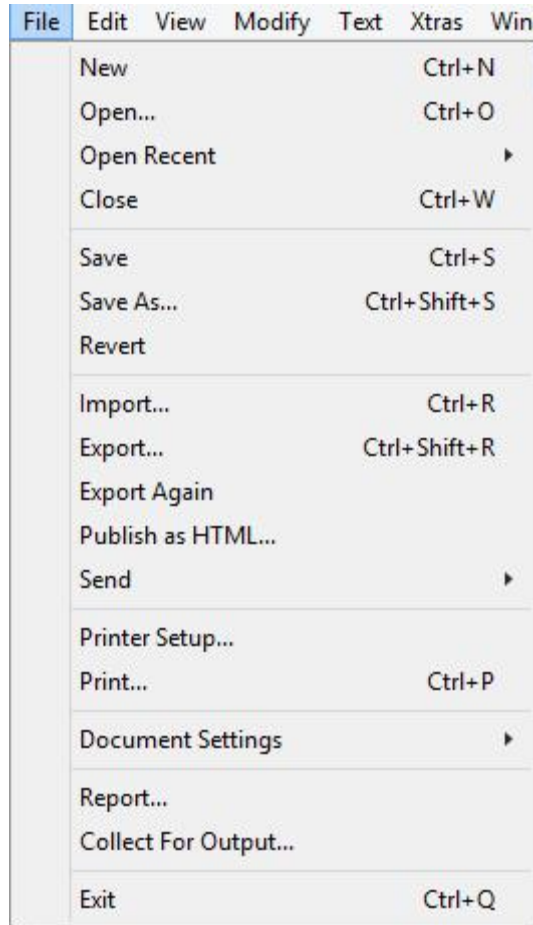 File Edit View Modify Text Xtras Win
New Ctrl+N
Open... Ctrl+O
Open Recent
Close Ctrl+W
Save Ctrl+S
Save As... Ctrl+Shift+S
Revert
Import... Ctrl+R
Export... Ctrl+Shift+R
Export Again
Publish as HTML...
Send
Printer Setup...
Print... Ctrl+P
Document Settings
Report...
Collect For Output...
Exit Ctrl+Q